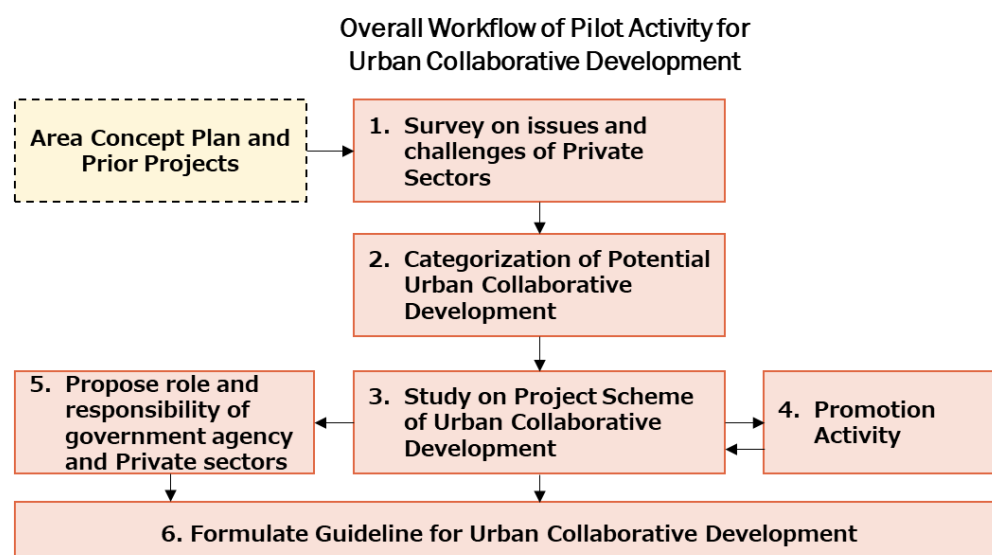 Overall Workflow of Pilot Activity for
Urban Collaborative Development
Area Concept Plan and
Prior Projects
1. Survey on issues and
challenges of Private
Sectors
2. Categorization of Potential
Urban Collaborative
Development
5. Propose role and
responsibility of
government agency
and Private sectors
3. Study on Project Scheme
of Urban Collaborative
Development
4. Promotion
Activity
6. Formulate Guideline for Urban Collaborative Development